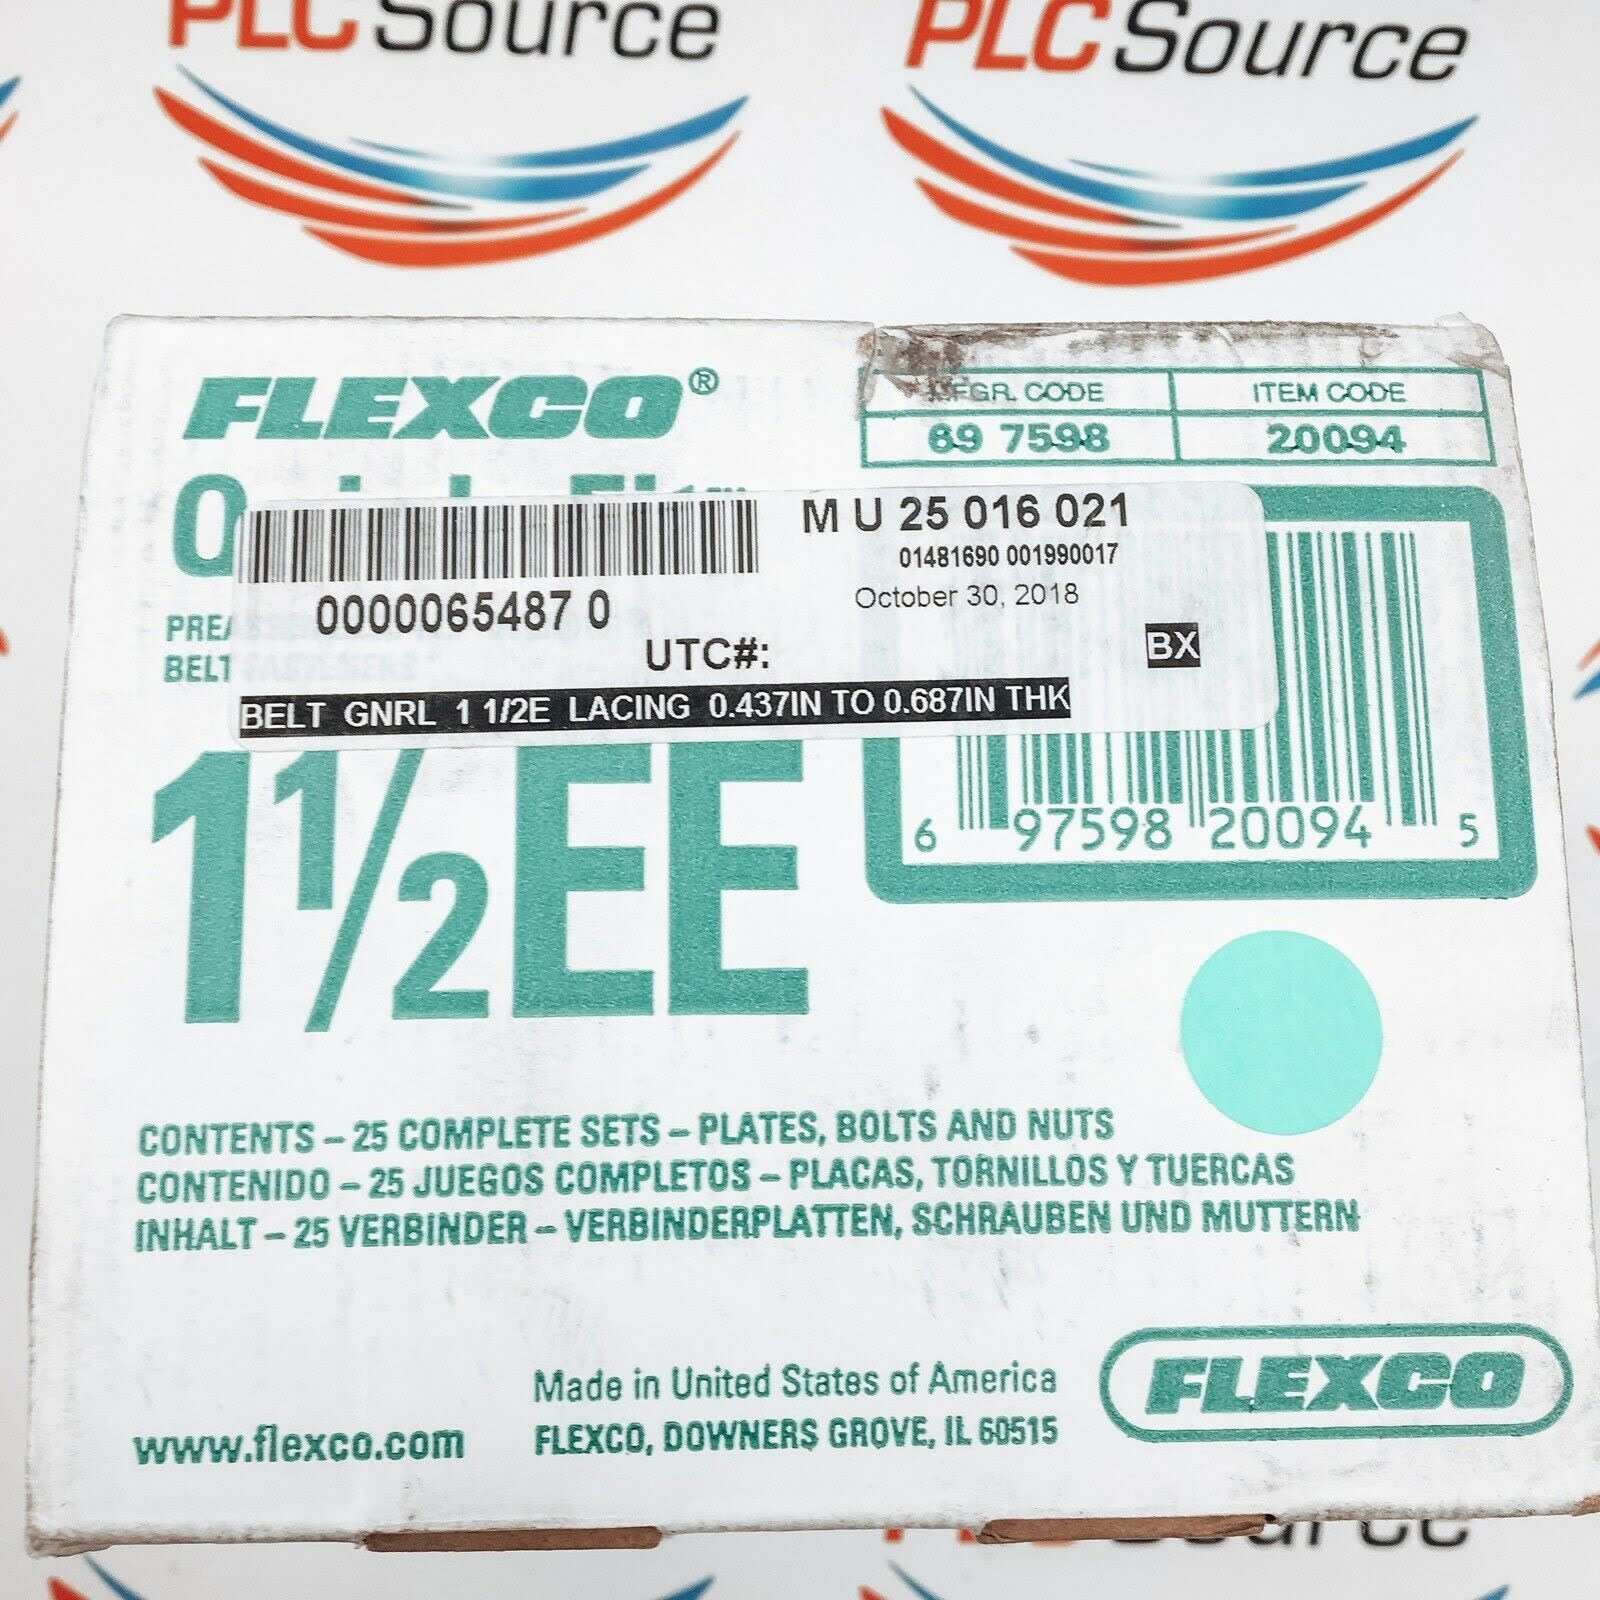 PLC Source PLC Source
FLEXCO®
MFGR. CODE ITEM CODE
69 7598 20094
M U 25 016 021
01481690 001990017
October 30, 2018
0000065487 0
UTC#:
BX
BELT GNRL 1 1/2E LACING 0.437IN TO 0.687IN THK
BELT FASTENERS
1½EE
6 97598 20094 5
CONTENTS – 25 COMPLETE SETS – PLATES, BOLTS AND NUTS
CONTENIDO – 25 JUEGOS COMPLETOS – PLACAS, TORNILLOS Y TUERCAS
INHALT – 25 VERBINDER – VERBINDERPLATTEN, SCHRAUBEN UND MUTTERN
Made in United States of America
www.flexco.com FLEXCO, DOWNERS GROVE, IL 60515
FLEXCO